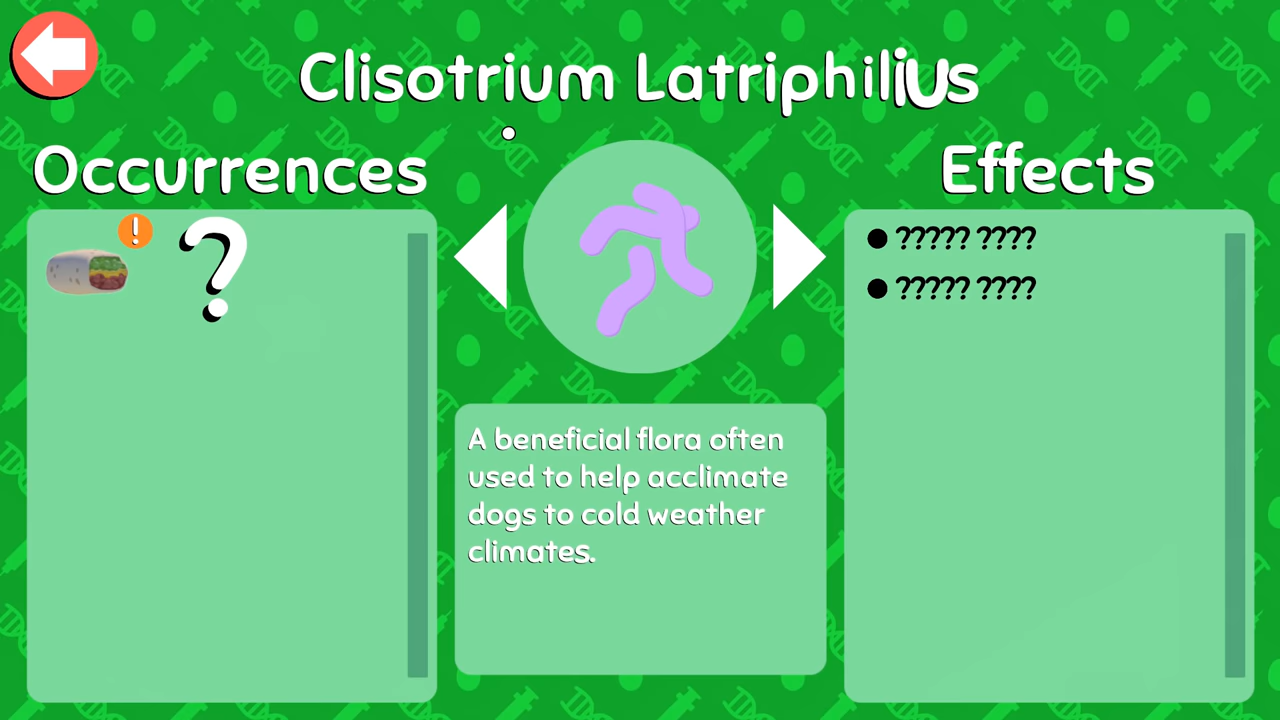 Clisotrium Latriphilius
Occurrences
Effects
!
?
????? ????
????? ????
A beneficial flora often
used to help acclimate
dogs to cold weather
climates.